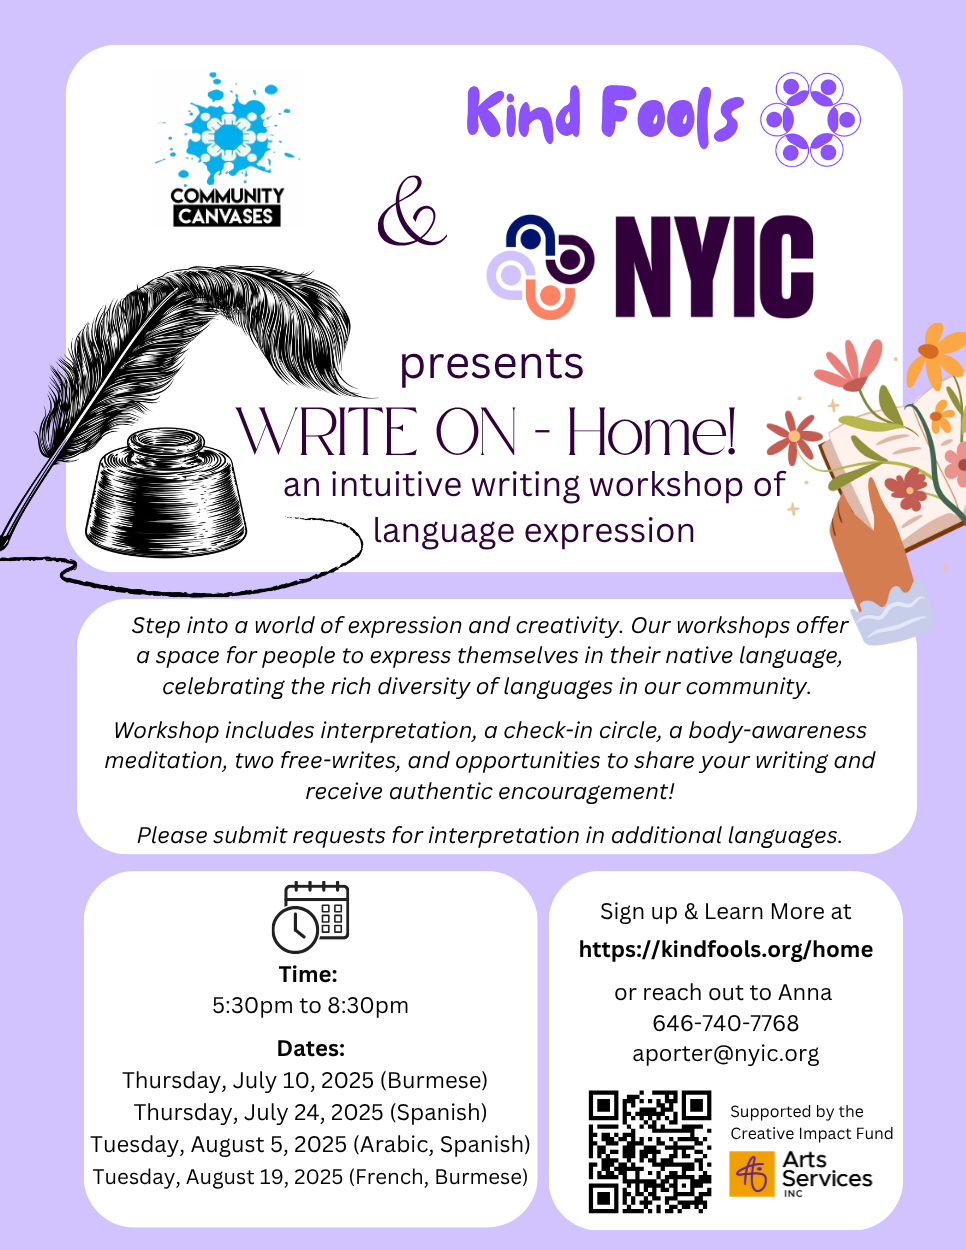 COMMUNITY
CANVASES
Kind Fools
&
NYIC
presents
WRITE ON - Home!
an intuitive writing workshop of
language expression
Step into a world of expression and creativity. Our workshops offer
a space for people to express themselves in their native language,
celebrating the rich diversity of languages in our community.
Workshop includes interpretation, a check-in circle, a body-awareness
meditation, two free-writes, and opportunities to share your writing and
receive authentic encouragement!
Please submit requests for interpretation in additional languages.
Time:
5:30pm to 8:30pm
Dates:
Thursday, July 10, 2025 (Burmese)
Thursday, July 24, 2025 (Spanish)
Tuesday, August 5, 2025 (Arabic, Spanish)
Tuesday, August 19, 2025 (French, Burmese)
Sign up & Learn More at
https://kindfools.org/home
or reach out to Anna
646-740-7768
aporter@nyic.org
Supported by the
Creative Impact Fund
Arts
Services
INC